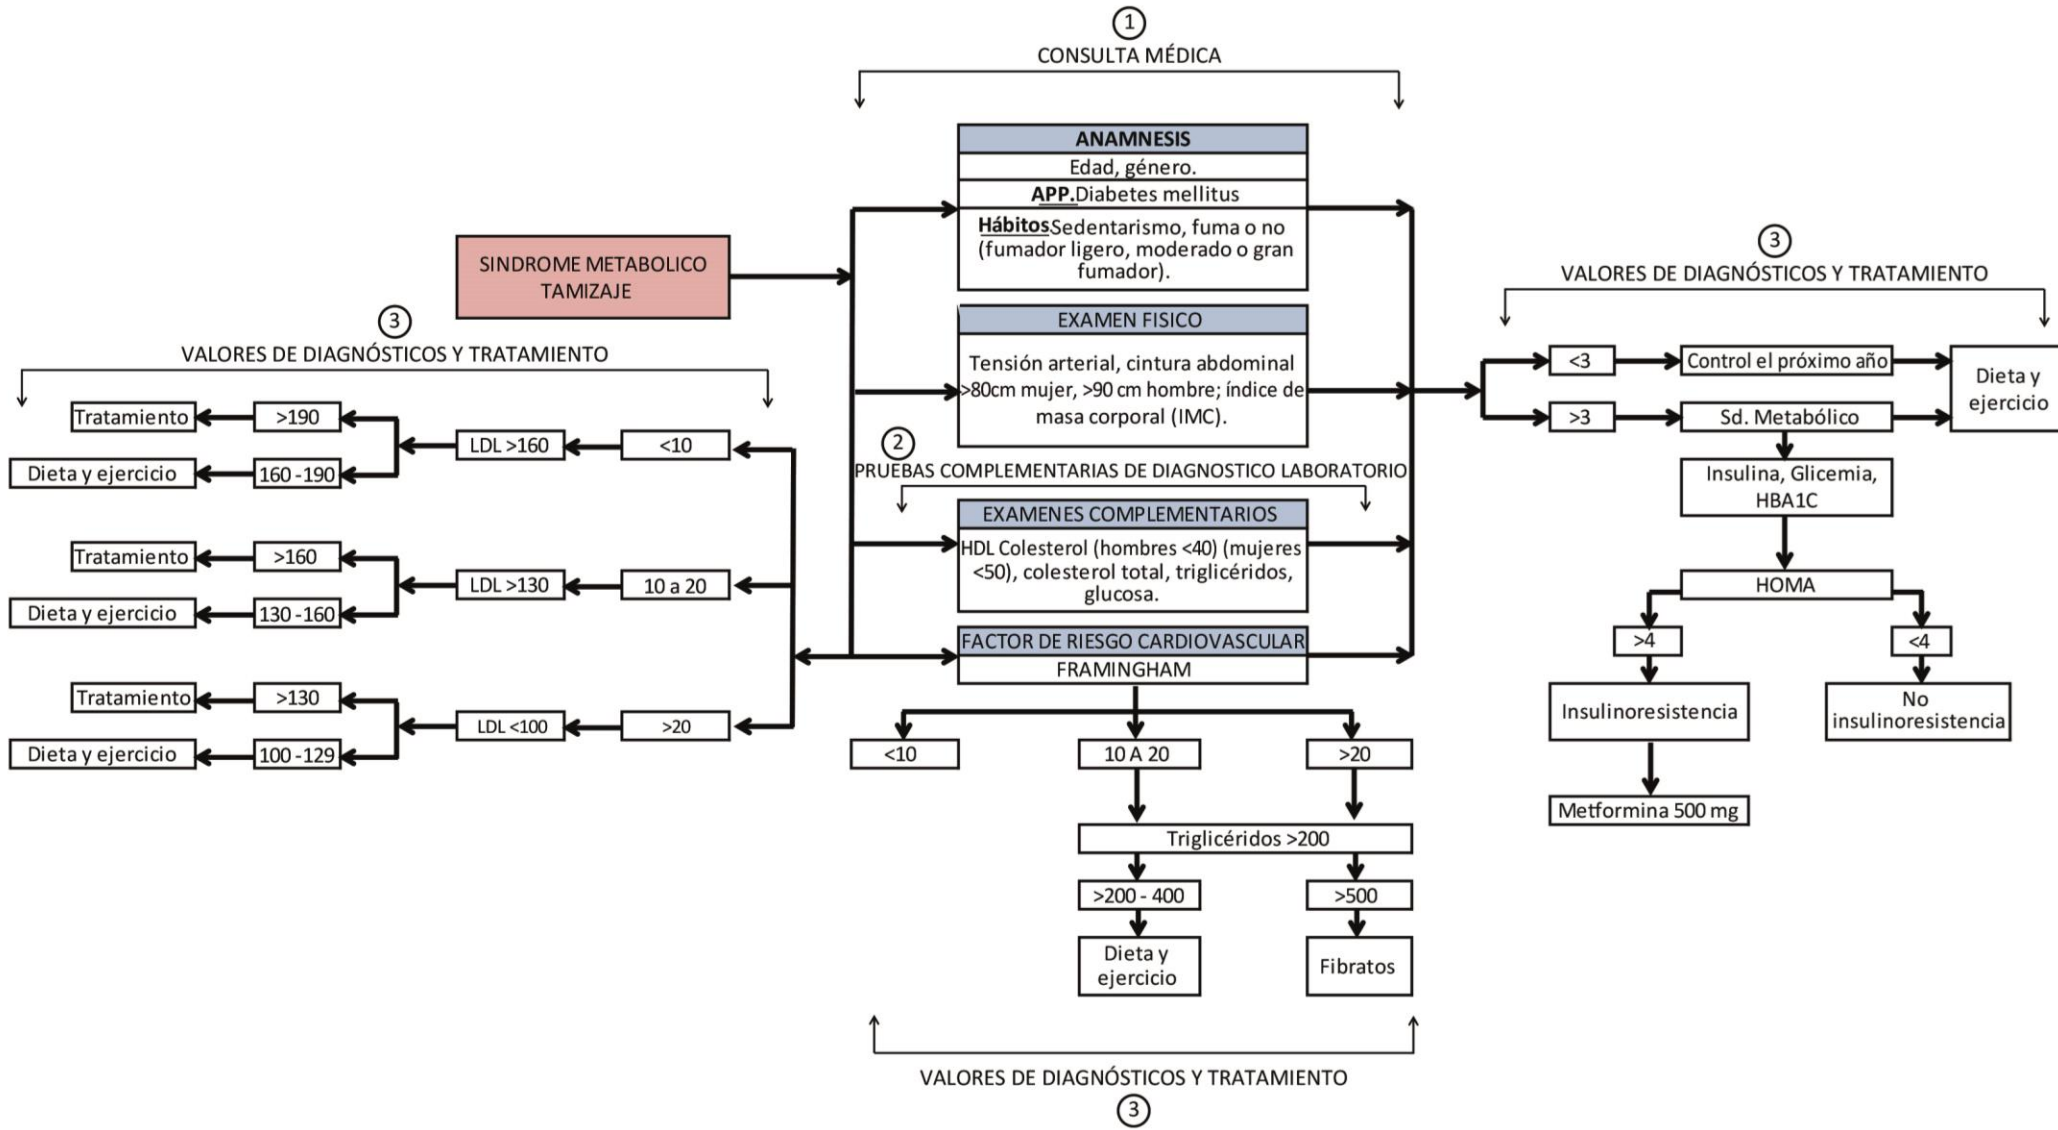 1
CONSULTA MÉDICA
ANAMNESIS
Edad, género.
APP.Diabetes mellitus
HábitosSedentarismo, fuma o no
(fumador ligero, moderado o gran
fumador).
SINDROME METABOLICO
TAMIZAJE
EXAMEN FISICO
Tensión arterial, cintura abdominal
>80cm mujer, >90 cm hombre; índice de
masa corporal (IMC).
2
PRUEBAS COMPLEMENTARIAS DE DIAGNOSTICO LABORATORIO
EXAMENES COMPLEMENTARIOS
HDL Colesterol (hombres <40) (mujeres
<50), colesterol total, triglicéridos,
glucosa.
FACTOR DE RIESGO CARDIOVASCULAR
FRAMINGHAM
3
VALORES DE DIAGNÓSTICOS Y TRATAMIENTO
Tratamiento
>190
LDL >160
<10
Dieta y ejercicio
160 -190
Tratamiento
>160
LDL >130
10 a 20
Dieta y ejercicio
130 -160
Tratamiento
>130
LDL <100
>20
Dieta y ejercicio
100 -129
<10
10 A 20
>20
Triglicéridos >200
>200 - 400
>500
Dieta y
ejercicio
Fibratos
VALORES DE DIAGNÓSTICOS Y TRATAMIENTO
3
3
VALORES DE DIAGNÓSTICOS Y TRATAMIENTO
<3
Control el próximo año
Dieta y
ejercicio
>3
Sd. Metabólico
Insulina, Glicemia,
HBA1C
HOMA
>4
<4
Insulinoresistencia
No
insulinoresistencia
Metformina 500 mg